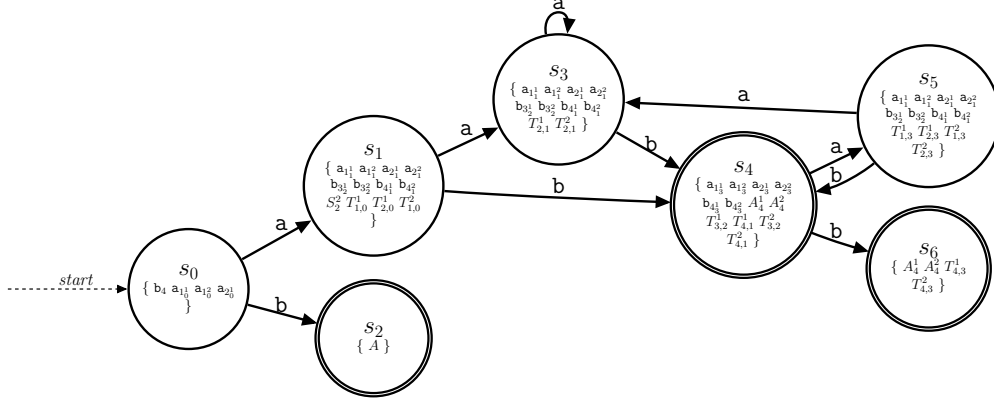 a
s₃
{ a₁¹₁ a₁²₁ a₂¹₁ a₂²₁
b₃¹₂ b₃²₂ b₄¹₁ b₄²₁
T¹₂,₁ T²₂,₁ }
s₅
{ a₁¹₁ a₁²₁ a₂¹₁ a₂²₁
b₃¹₂ b₃²₂ b₄¹₁ b₄²₁
T¹₁,₃ T¹₂,₃ T²₁,₃
T²₂,₃ }
a
a
s₁
{ a₁¹₁ a₁²₁ a₂¹₁ a₂²₁
b₃¹₂ b₃²₂ b₄¹₁ b₄²₁
S²₂ T¹₁,₀ T¹₂,₀ T²₁,₀
}
b
b
s₄
{ a₁¹₃ a₁²₃ a₂¹₃ a₂²₃
b₄¹₃ b₄²₃ A¹₄ A²₄
T¹₃,₂ T¹₄,₁ T²₃,₂
T²₄,₁ }
a
b
b
s₆
{ A¹₄ A²₄ T¹₄,₃
T²₄,₃ }
a
start
s₀
{ b₄ a₁¹₀ a₁²₀ a₂¹₀
}
b
s₂
{ A }